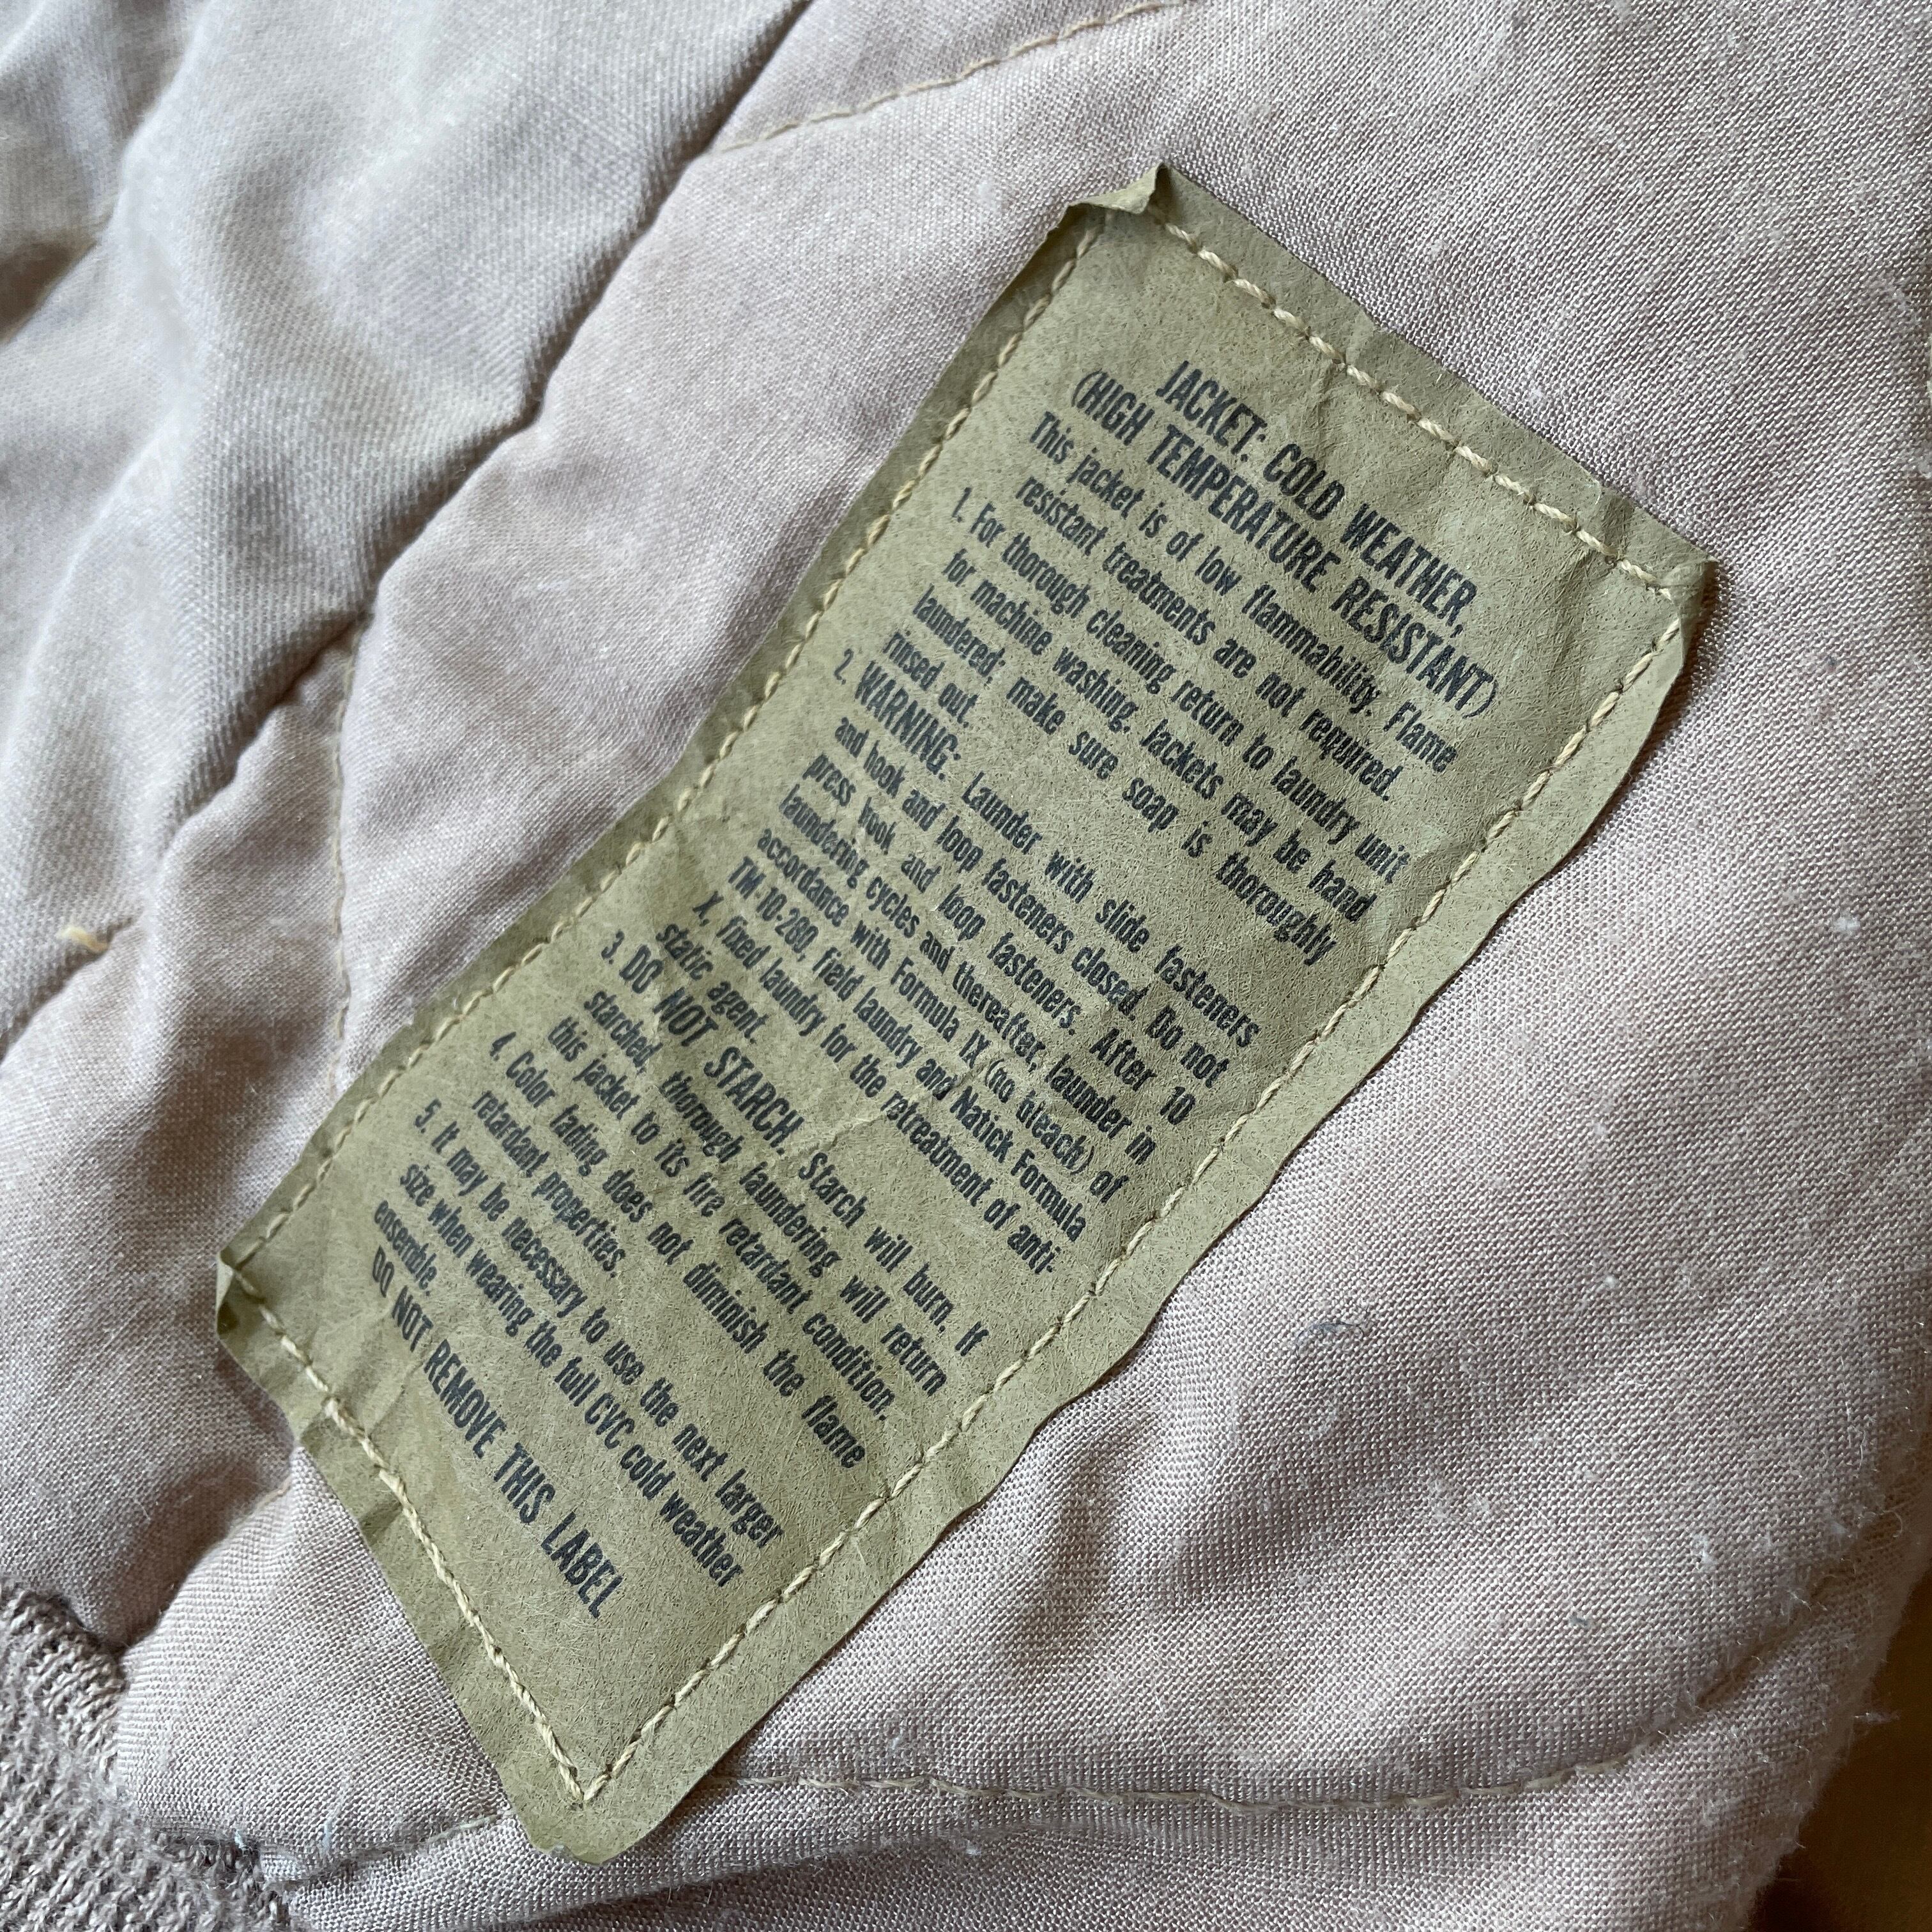 JACKET: COLD WEATHER,
(HIGH TEMPERATURE RESISTANT)
This jacket is of low flammability. Flame
resistant treatments are not required.
1. For thorough cleaning return to laundry unit
for machine washing. Jackets may be hand
laundered; make sure soap is thoroughly
rinsed out.
2. WARNING: Launder with slide fasteners
and hook and loop fasteners closed. Do not
press hook and loop fasteners. After 10
laundering cycles and thereafter, launder in
accordance with Formula IX (no bleach) of
TM-10-280, field laundry and Natick Formula
X, fixed laundry for the retreatment of anti-
static agent.
3. DO NOT STARCH. Starch will burn. If
starched, thorough laundering will return
this jacket to its fire retardant condition.
4. Color fading does not diminish the flame
retardant properties.
5. It may be necessary to use the next larger
size when wearing the full CVC cold weather
ensemble.
DO NOT REMOVE THIS LABEL